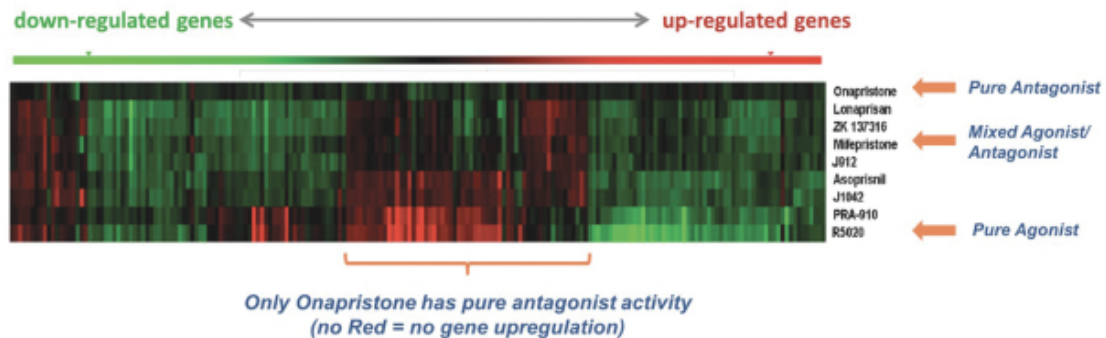 down-regulated genes
up-regulated genes
Onapristone
Pure Antagonist
Lonaprisan
ZK 137316
Mifepristone
Mixed Agonist/
Antagonist
J912
Asoprisnil
J1042
PRA-910
R5020
Pure Agonist
Only Onapristone has pure antagonist activity
(no Red = no gene upregulation)